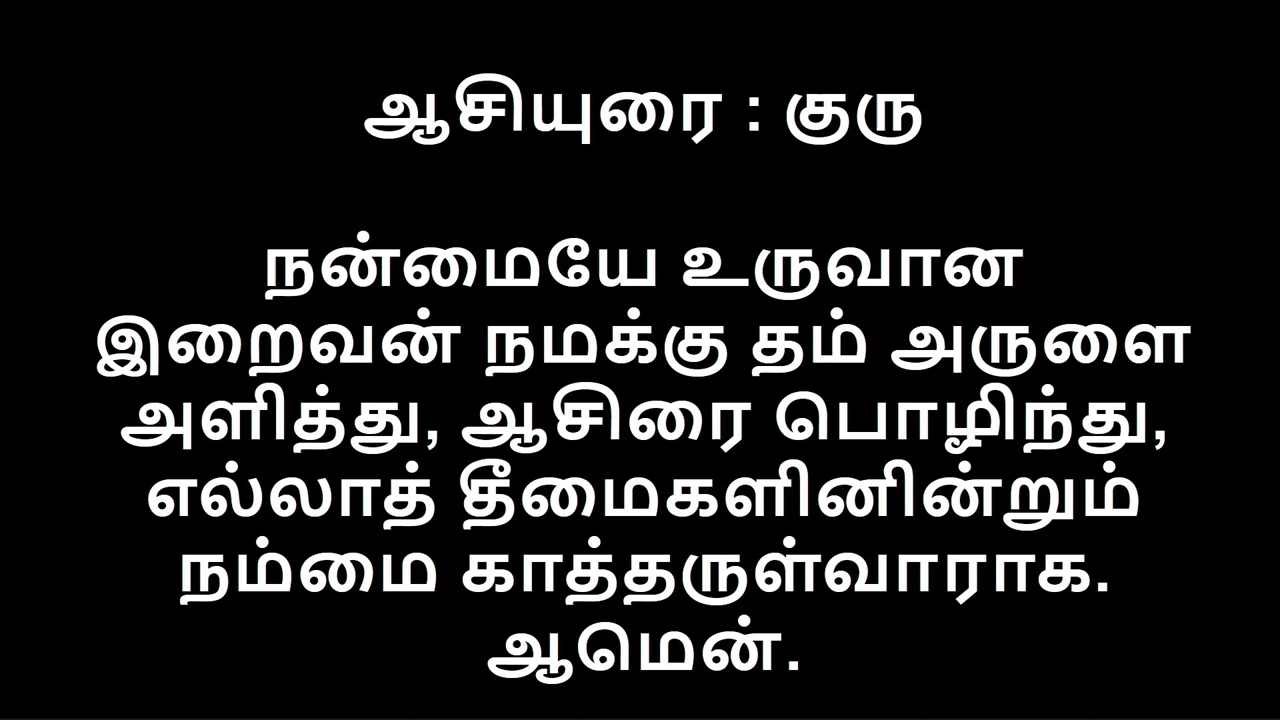 ஆசியுரை : குரு
நன்மையே உருவான
இறைவன் நமக்கு தம் அருளை
அளித்து, ஆசிரை பொழிந்து,
எல்லாத் தீமைகளினின்றும்
நம்மை காத்தருள்வாராக.
ஆமென்.